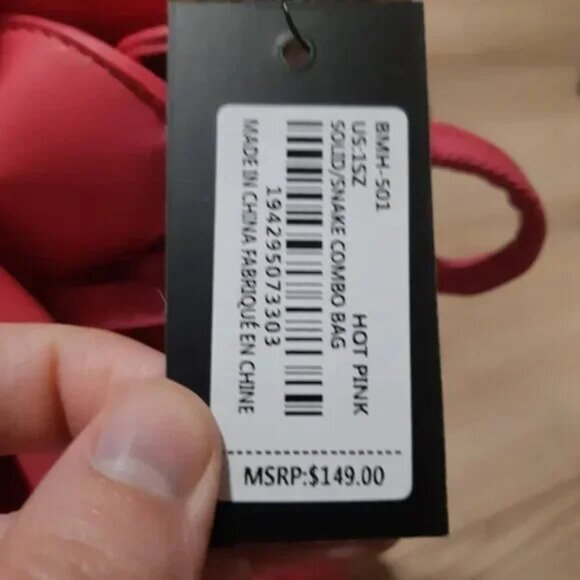 BMH-501
US:1SZ HOT PINK
SOLID/SNAKE COMBO BAG
194295073303
MADE IN CHINA FABRIQUÉ EN CHINE
MSRP:$149.00